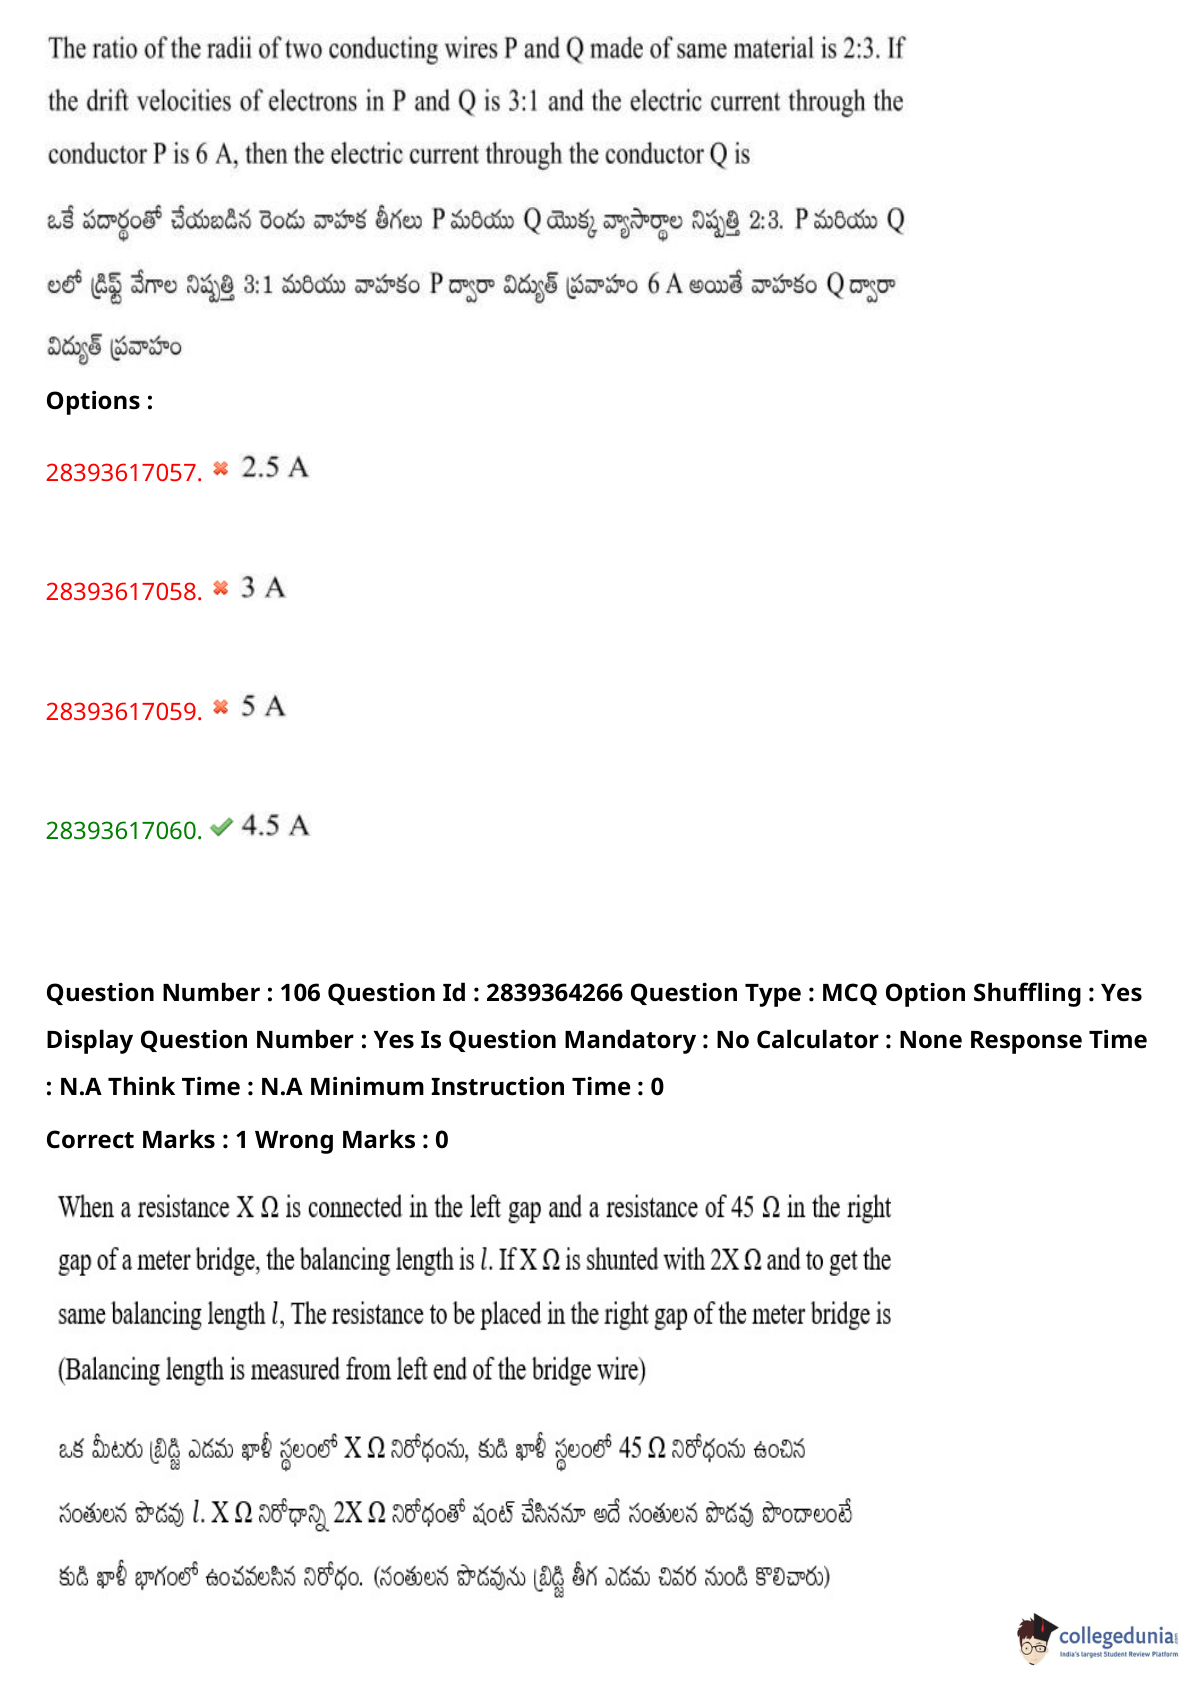 The ratio of the radii of two conducting wires P and Q made of same material is 2:3. If
the drift velocities of electrons in P and Q is 3:1 and the electric current through the
conductor P is 6 A, then the electric current through the conductor Q is
ఒకే పదార్థంతో చేయబడిన రెండు వాహక తీగలు P మరియు Q యొక్క వ్యాసార్థాల నిష్పత్తి 2:3. P మరియు Q
లలో డ్రిఫ్ట్ వేగాల నిష్పత్తి 3:1 మరియు వాహకం P ద్వారా విద్యుత్ ప్రవాహం 6 A అయితే వాహకం Q ద్వారా
విద్యుత్ ప్రవాహం
Options :
28393617057. 2.5 A
28393617058. 3 A
28393617059. 5 A
28393617060. 4.5 A
Question Number : 106 Question Id : 2839364266 Question Type : MCQ Option Shuffling : Yes
Display Question Number : Yes Is Question Mandatory : No Calculator : None Response Time
: N.A Think Time : N.A Minimum Instruction Time : 0
Correct Marks : 1 Wrong Marks : 0
When a resistance X Ω is connected in the left gap and a resistance of 45 Ω in the right
gap of a meter bridge, the balancing length is l. If X Ω is shunted with 2X Ω and to get the
same balancing length l, The resistance to be placed in the right gap of the meter bridge is
(Balancing length is measured from left end of the bridge wire)
ఒక మీటరు బ్రిడ్జి ఎడమ ఖాళీ స్థలంలో X Ω నిరోధంను, కుడి ఖాళీ స్థలంలో 45 Ω నిరోధంను ఉంచిన
సంతులన పొడవు l. X Ω నిరోధాన్ని 2X Ω నిరోధంతో షంట్ చేసిననూ అదే సంతులన పొడవు పొందాలంటే
కుడి ఖాళీ భాగంలో ఉంచవలసిన నిరోధం. (సంతులన పొడవును బ్రిడ్జి తీగ ఎడమ చివర నుండి కొలిచారు)
collegedunia
India's largest Student Review Platform